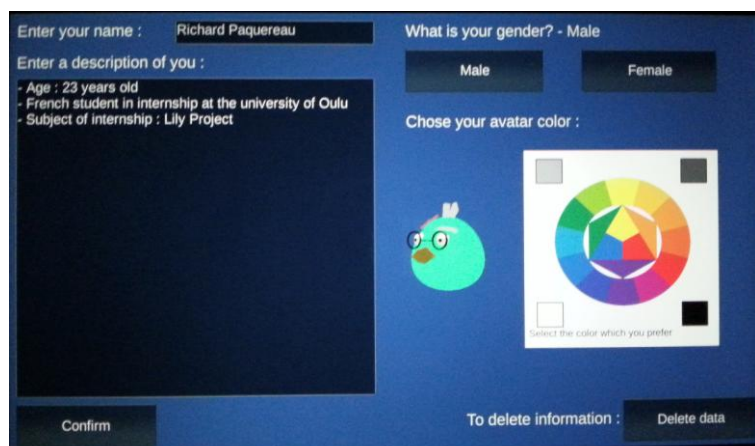 Enter your name :
Richard Paquereau
Enter a description of you :
- Age : 23 years old
- French student in internship at the university of Oulu
- Subject of internship : Lily Project
Confirm
What is your gender? - Male
Male
Female
Chose your avatar color :
Select the color which you prefer
To delete information :
Delete data